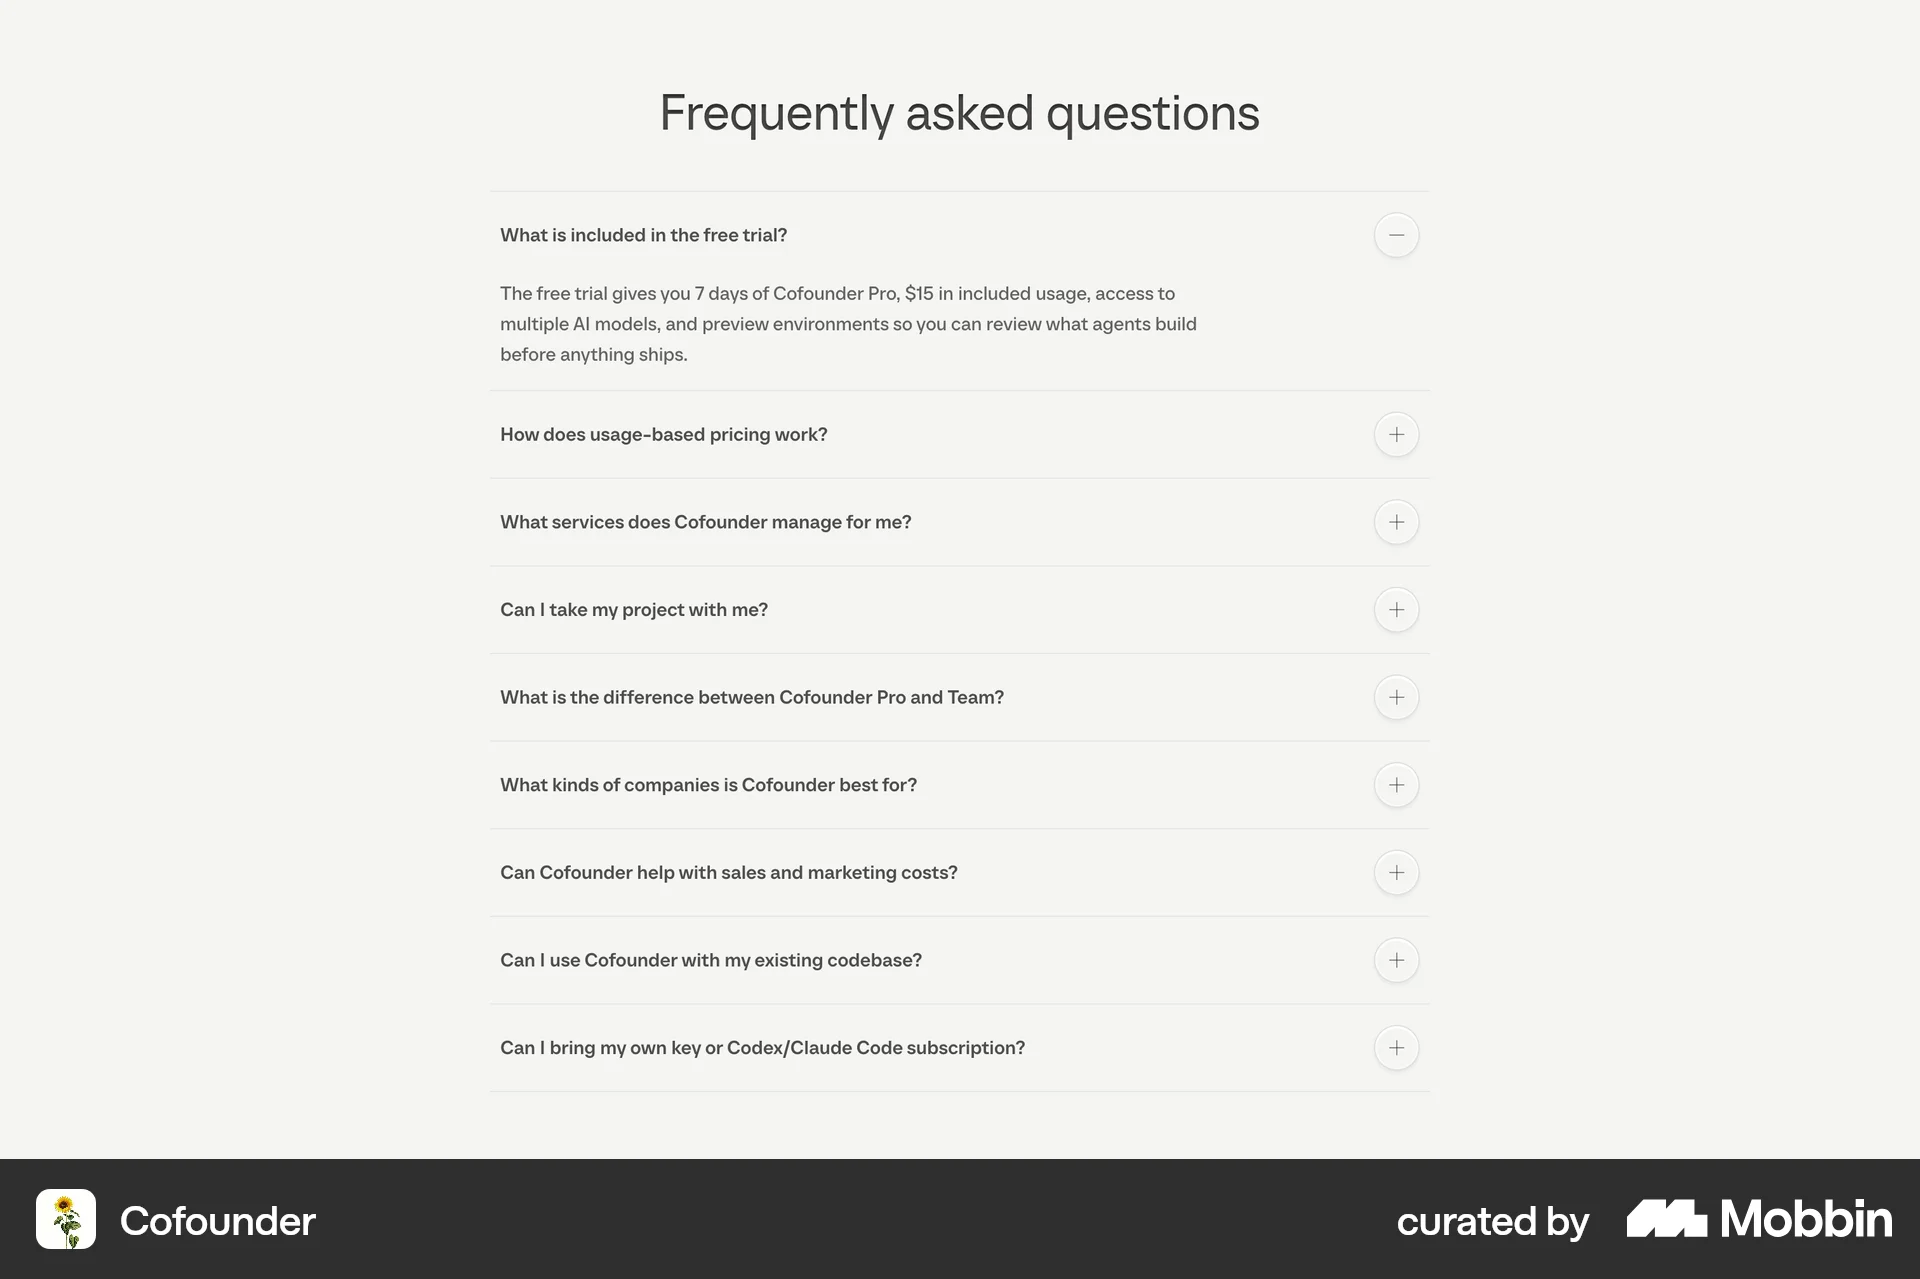 Frequently asked questions
What is included in the free trial?
The free trial gives you 7 days of Cofounder Pro, $15 in included usage, access to
multiple AI models, and preview environments so you can review what agents build
before anything ships.
How does usage-based pricing work?
What services does Cofounder manage for me?
Can I take my project with me?
What is the difference between Cofounder Pro and Team?
What kinds of companies is Cofounder best for?
Can Cofounder help with sales and marketing costs?
Can I use Cofounder with my existing codebase?
Can I bring my own key or Codex/Claude Code subscription?
Cofounder
curated by Mobbin